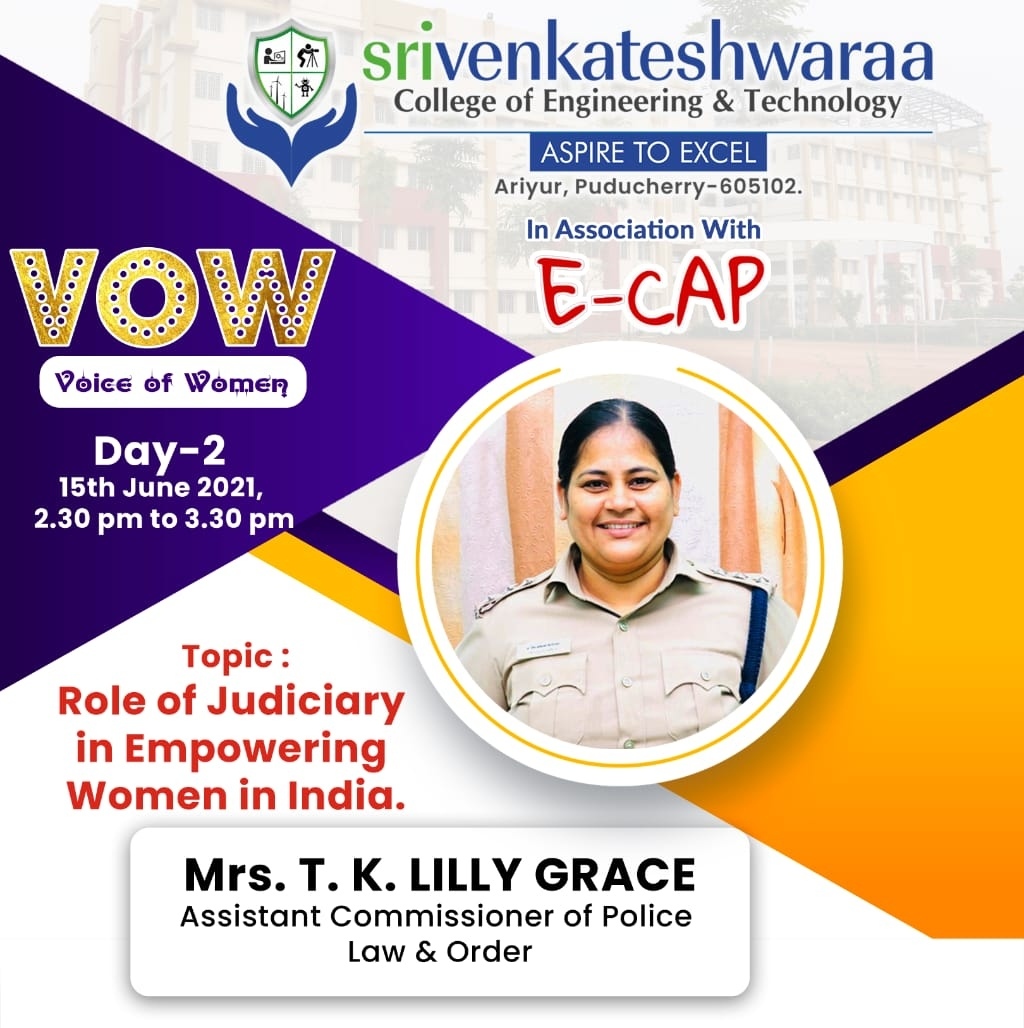 srivenkateshwaraa
College of Engineering & Technology
ASPIRE TO EXCEL
Ariyur, Puducherry-605102.
In Association With
E-CAP
VOW
Voice of Women
Day-2
15th June 2021,
2.30 pm to 3.30 pm
Topic :
Role of Judiciary
in Empowering
Women in India.
Mrs. T. K. LILLY GRACE
Assistant Commissioner of Police
Law & Order